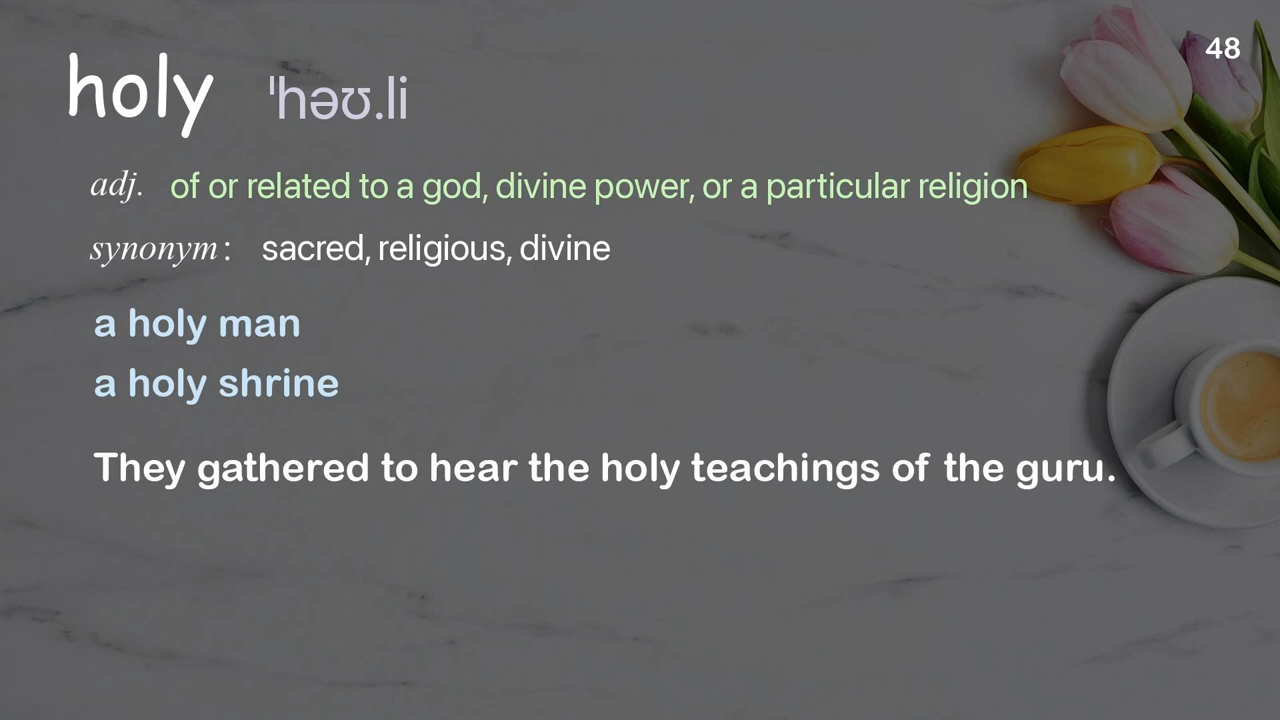 48
holy ˈhəʊ.li
adj. of or related to a god, divine power, or a particular religion
synonym: sacred, religious, divine
a holy man
a holy shrine
They gathered to hear the holy teachings of the guru.